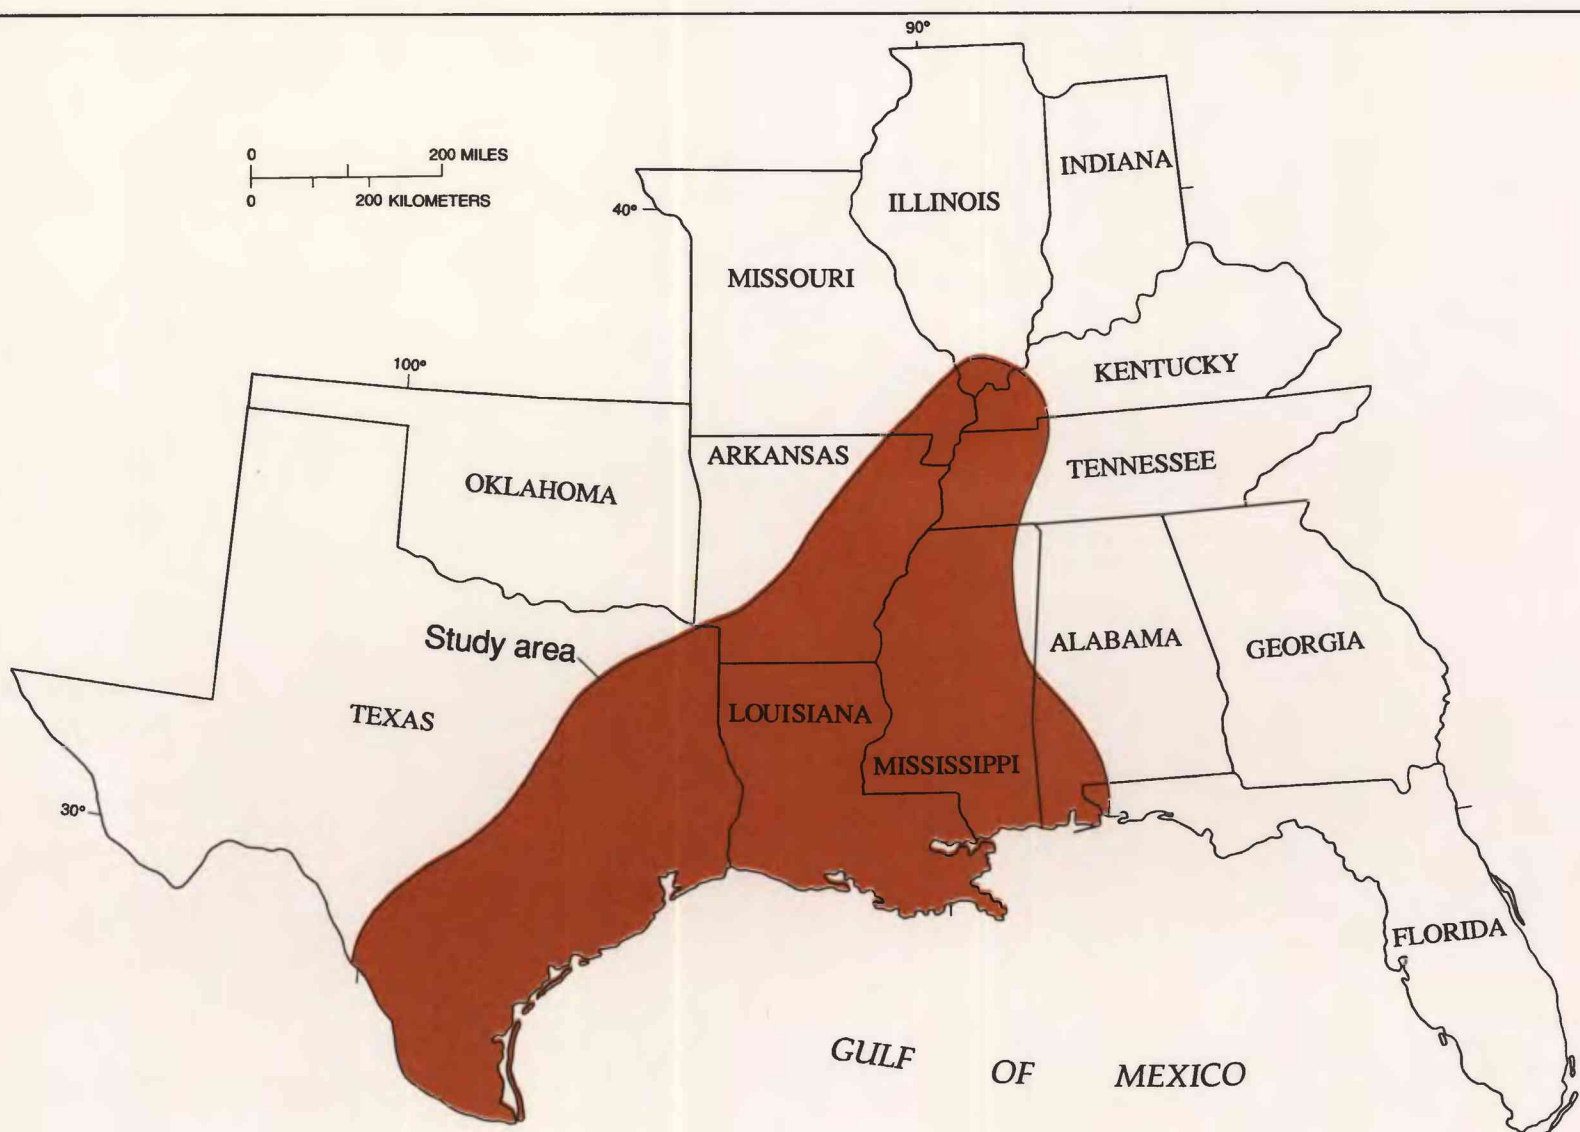 90°
0 200 MILES
0 200 KILOMETERS
INDIANA
ILLINOIS
40°
MISSOURI
100°
KENTUCKY
ARKANSAS
TENNESSEE
OKLAHOMA
Study area
ALABAMA
GEORGIA
TEXAS
LOUISIANA
MISSISSIPPI
30°
FLORIDA
GULF OF MEXICO